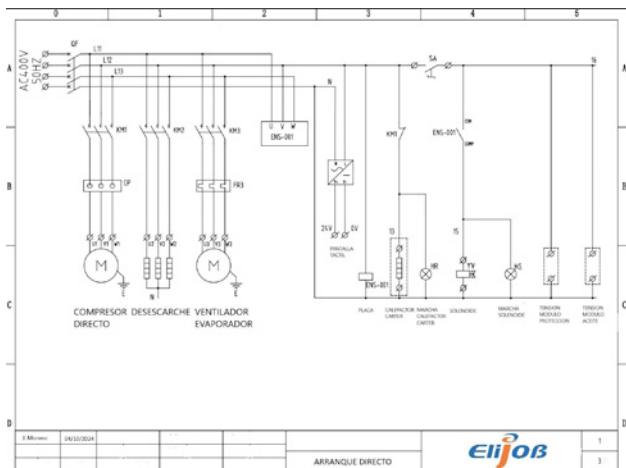 0 1 2 3 4 5
AC400V
50HZ
QF
L11
L12
L13
N
SA
16
A
A
U V W
ENS-001
KM1
KM2
KM3
KM1
ENS-001
COM
COMP
B
B
FR3
24V
0V
PANTALLA
TACTIL
13
15
U1 V1 W1
U2 V2 W2
U3 V3 W3
M
M
E
E
N
HR
YV
HS
ENS-001
C
C
COMPRESOR
DIRECTO
DESESCARCHE
VENTILADOR
EVAPORADOR
PLACA
CALEFACTOR
CARTER
MARCHA
CALEFACTOR
CARTER
SOLENOIDE
MARCHA
SOLENOIDE
TENSION
MODULO
PROTECCION
TENSION
MODULO
ACEITE
D
D
04/10/2024
ARRANQUE DIRECTO
ElijoB
1
3